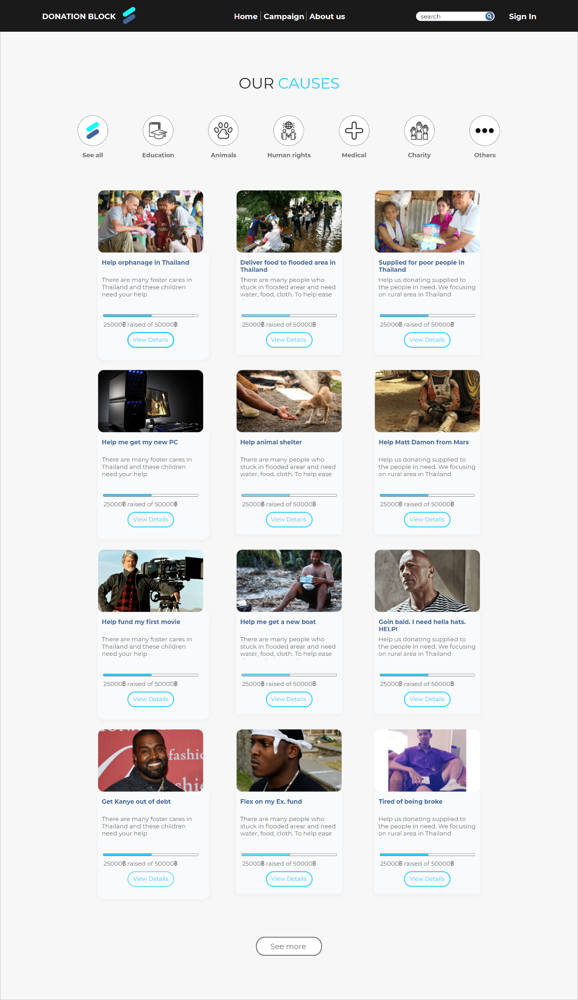 DONATION BLOCK
Home
Campaign
About us
search
Sign In
OUR CAUSES
See all
Education
Animals
Human rights
Medical
Charity
Others
Help orphanage in Thailand
There are many foster cares in
Thailand and these children
need your help
25000฿ raised of 50000฿
View Details
Deliver food to flooded area in
Thailand
There are many people who
stuck in flooded arear and need
water, food, cloth. To help ease
25000฿ raised of 50000฿
View Details
Supplied for poor people in
Thailand
Help us donating supplied to
the people in need. We focusing
on rural area in Thailand
25000฿ raised of 50000฿
View Details
Help me get my new PC
There are many foster cares in
Thailand and these children
need your help
25000฿ raised of 50000฿
View Details
Help animal shelter
There are many people who
stuck in flooded arear and need
water, food, cloth. To help ease
25000฿ raised of 50000฿
View Details
Help Matt Damon from Mars
Help us donating supplied to
the people in need. We focusing
on rural area in Thailand
25000฿ raised of 50000฿
View Details
Help fund my first movie
There are many foster cares in
Thailand and these children
need your help
25000฿ raised of 50000฿
View Details
Help me get a new boat
There are many people who
stuck in flooded arear and need
water, food, cloth. To help ease
25000฿ raised of 50000฿
View Details
Goin bald. I need hella hats.
HELP!
Help us donating supplied to
the people in need. We focusing
on rural area in Thailand
25000฿ raised of 50000฿
View Details
fashic
shic
Get Kanye out of debt
There are many foster cares in
Thailand and these children
need your help
25000฿ raised of 50000฿
View Details
Flex on my Ex. fund
There are many people who
stuck in flooded arear and need
water, food, cloth. To help ease
25000฿ raised of 50000฿
View Details
Tired of being broke
Help us donating supplied to
the people in need. We focusing
on rural area in Thailand
25000฿ raised of 50000฿
View Details
See more